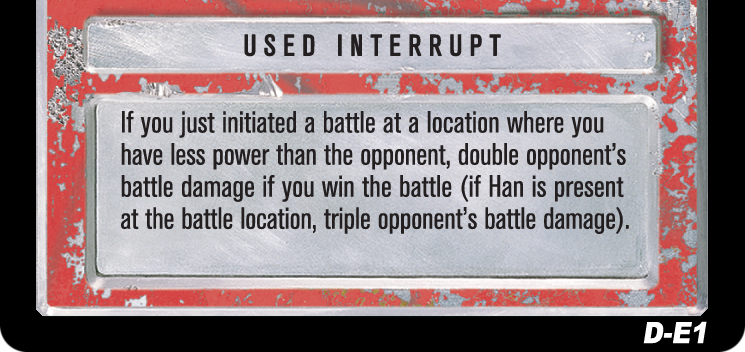 USED INTERRUPT
If you just initiated a battle at a location where you
have less power than the opponent, double opponent's
battle damage if you win the battle (if Han is present
at the battle location, triple opponent's battle damage).
D-E1